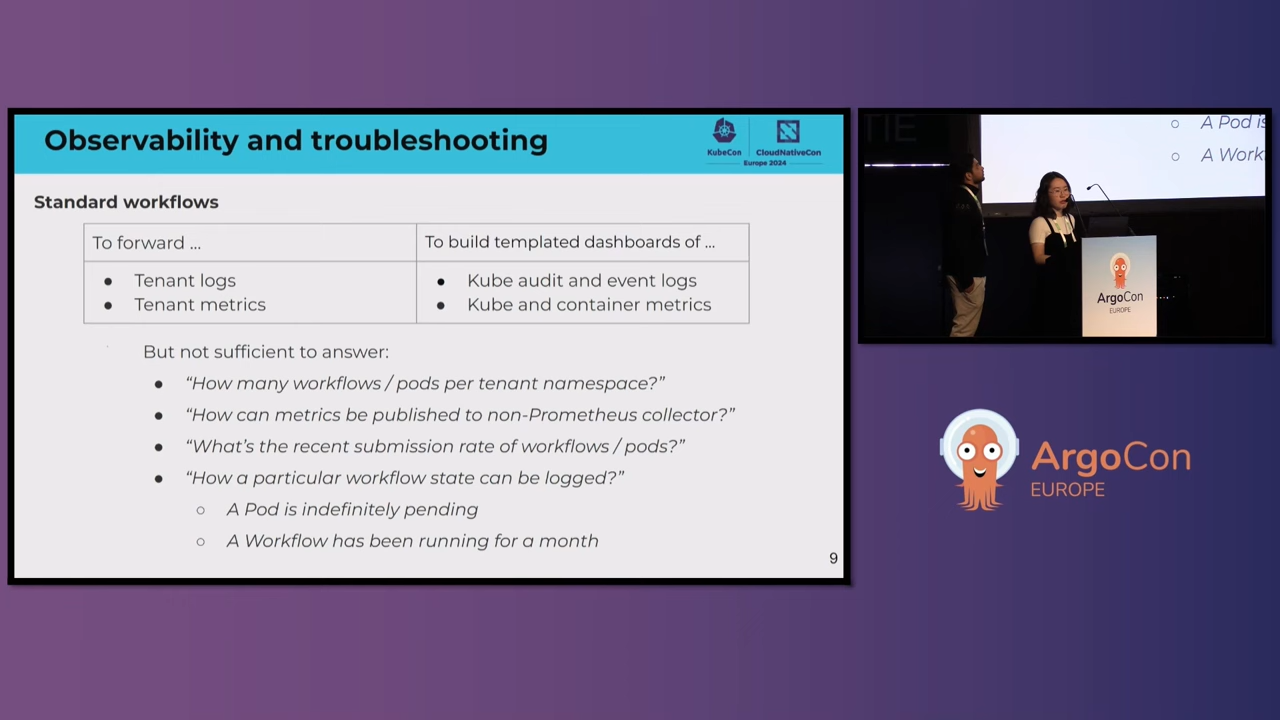 Observability and troubleshooting
KubeCon
CloudNativeCon
Europe 2024
Standard workflows
To forward ...
To build templated dashboards of ...
● Tenant logs
● Kube audit and event logs
● Tenant metrics
● Kube and container metrics
But not sufficient to answer:
● “How many workflows / pods per tenant namespace?”
● “How can metrics be published to non-Prometheus collector?”
● “What’s the recent submission rate of workflows / pods?”
● “How a particular workflow state can be logged?”
○ A Pod is indefinitely pending
○ A Workflow has been running for a month
9
○ A Pod is
○ A Work
ArgoCon
EUROPE
ArgoCon
EUROPE